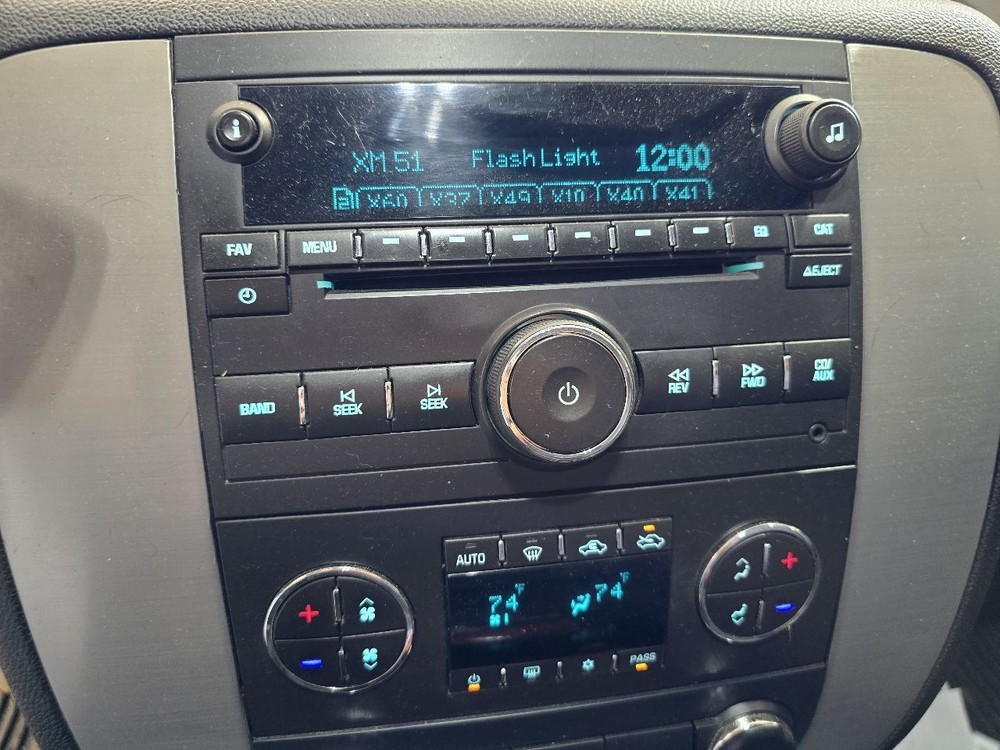 i
XM 51 Flash Light 12:00
X60 X37 X49 X10 X40 X41
FAV MENU EQ CAT
EJECT
BAND SEEK SEEK REV FWD CD/
AUX
AUTO
74°F 74°F
PASS